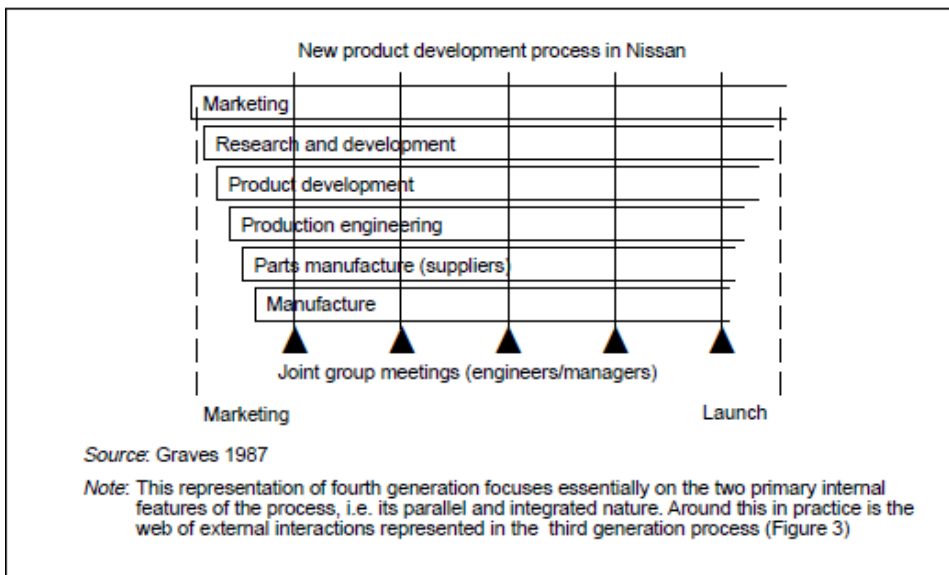 New product development process in Nissan
Marketing
Research and development
Product development
Production engineering
Parts manufacture (suppliers)
Manufacture
Joint group meetings (engineers/managers)
Marketing
Launch
Source: Graves 1987
Note: This representation of fourth generation focuses essentially on the two primary internal
features of the process, i.e. its parallel and integrated nature. Around this in practice is the
web of external interactions represented in the third generation process (Figure 3)